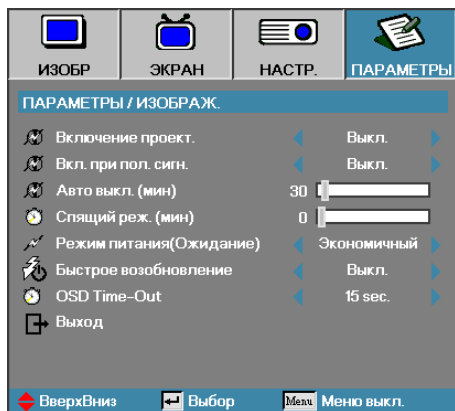 ИЗОБР ЭКРАН НАСТР. ПАРАМЕТРЫ
ПАРАМЕТРЫ / ИЗОБРАЖ.
Включение проект. Выкл.
Вкл. при пол. сигн. Выкл.
Авто выкл. (мин) 30
Спящий реж. (мин) 0
Режим питания(Ожидание) Экономичный
Быстрое возобновление Выкл.
OSD Time-Out 15 sec.
Выход
ВверхВниз Выбор Menu Меню выкл.